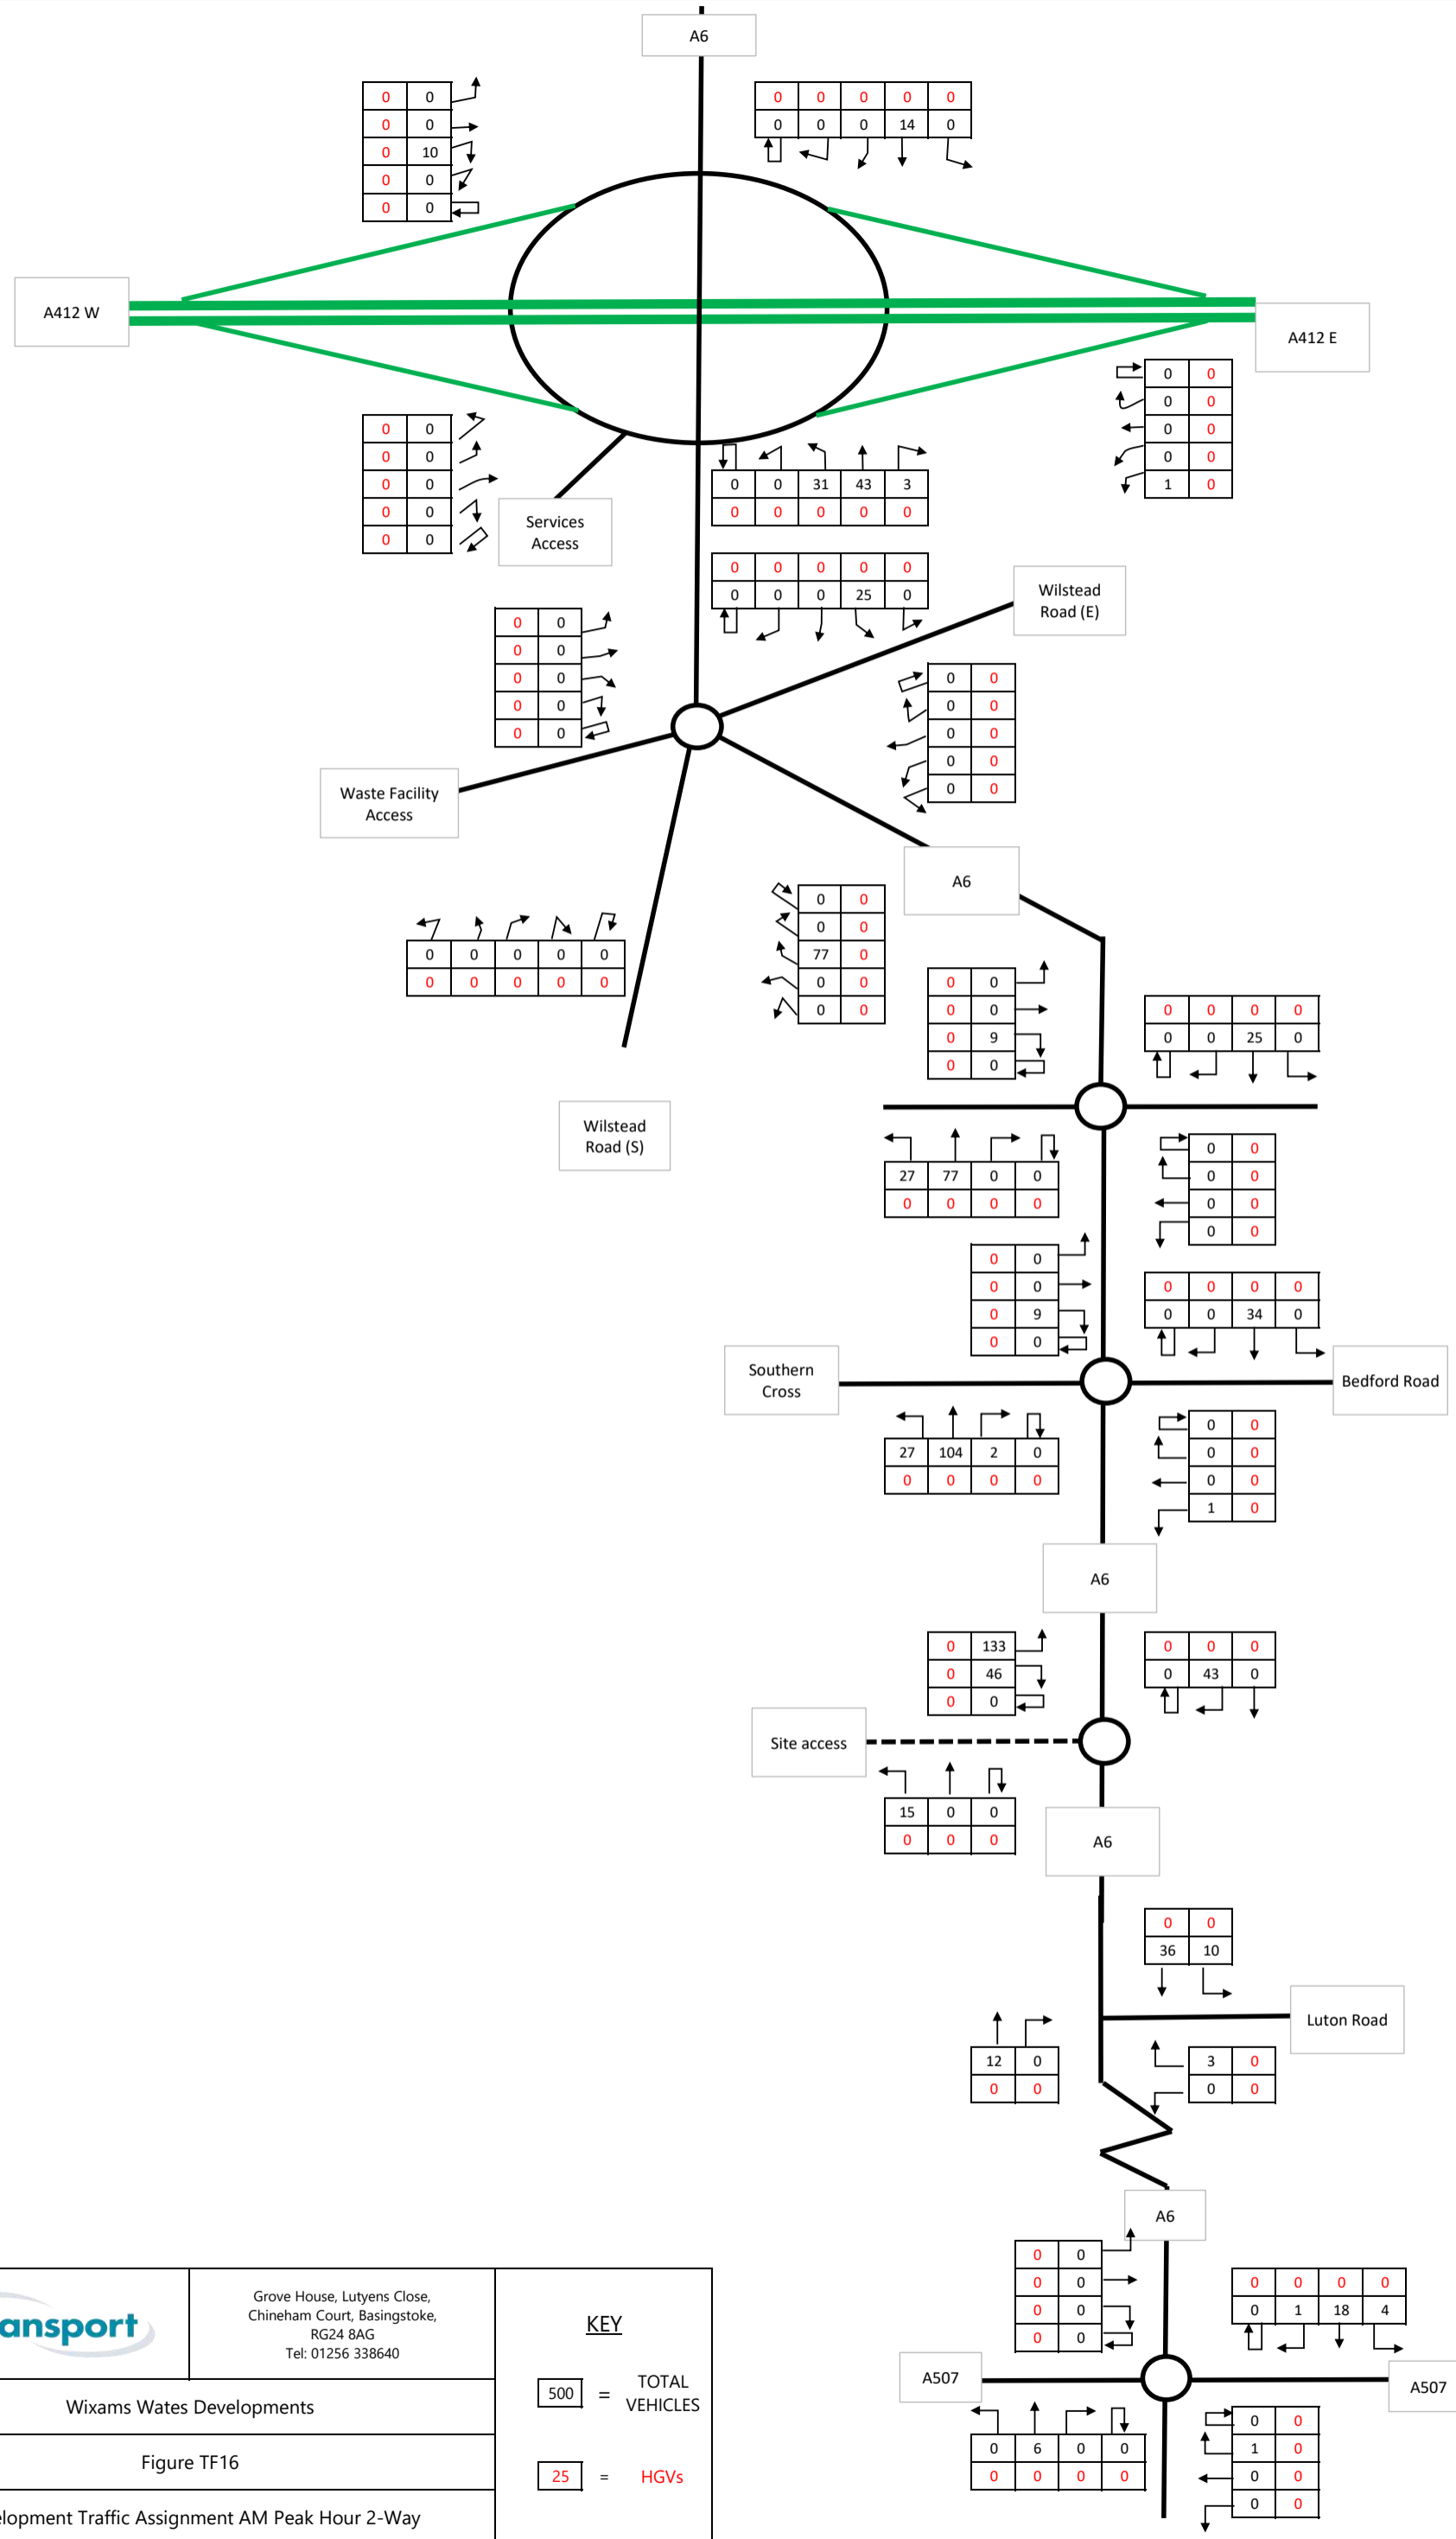 A6
0 0
0 0
0 10
0 0
0 0
0 0 0 0 0
0 0 0 14 0
A412 W
A412 E
0 0
0 0
0 0
0 0
1 0
0 0
0 0
0 0
0 0
0 0
Services
Access
0 0 31 43 3
0 0 0 0 0
0 0 0 0 0
0 0 0 25 0
Wilstead
Road (E)
0 0
0 0
0 0
0 0
0 0
0 0
0 0
0 0
0 0
0 0
Waste Facility
Access
A6
0 0 0 0 0
0 0 0 0 0
0 0
0 0
77 0
0 0
0 0
Wilstead
Road (S)
0 0
0 0
0 9
0 0
0 0 0 0
0 0 25 0
27 77 0 0
0 0 0 0
0 0
0 0
0 0
0 0
0 0
0 0
0 9
0 0
0 0 0 0
0 0 34 0
Southern
Cross
Bedford Road
27 104 2 0
0 0 0 0
0 0
0 0
0 0
1 0
A6
0 133
0 46
0 0
0 0 0
0 43 0
Site access
15 0 0
0 0 0
A6
0 0
36 10
Luton Road
12 0
0 0
3 0
0 0
A6
0 0
0 0
0 0
0 0
0 0 0 0
0 1 18 4
A507
A507
0 6 0 0
0 0 0 0
0 0
1 0
0 0
0 0
ansport
Grove House, Lutyens Close,
Chineham Court, Basingstoke,
RG24 8AG
Tel: 01256 338640
Wixams Wates Developments
Figure TF16
elopment Traffic Assignment AM Peak Hour 2-Way
KEY
500 = TOTAL
VEHICLES
25 = HGVs